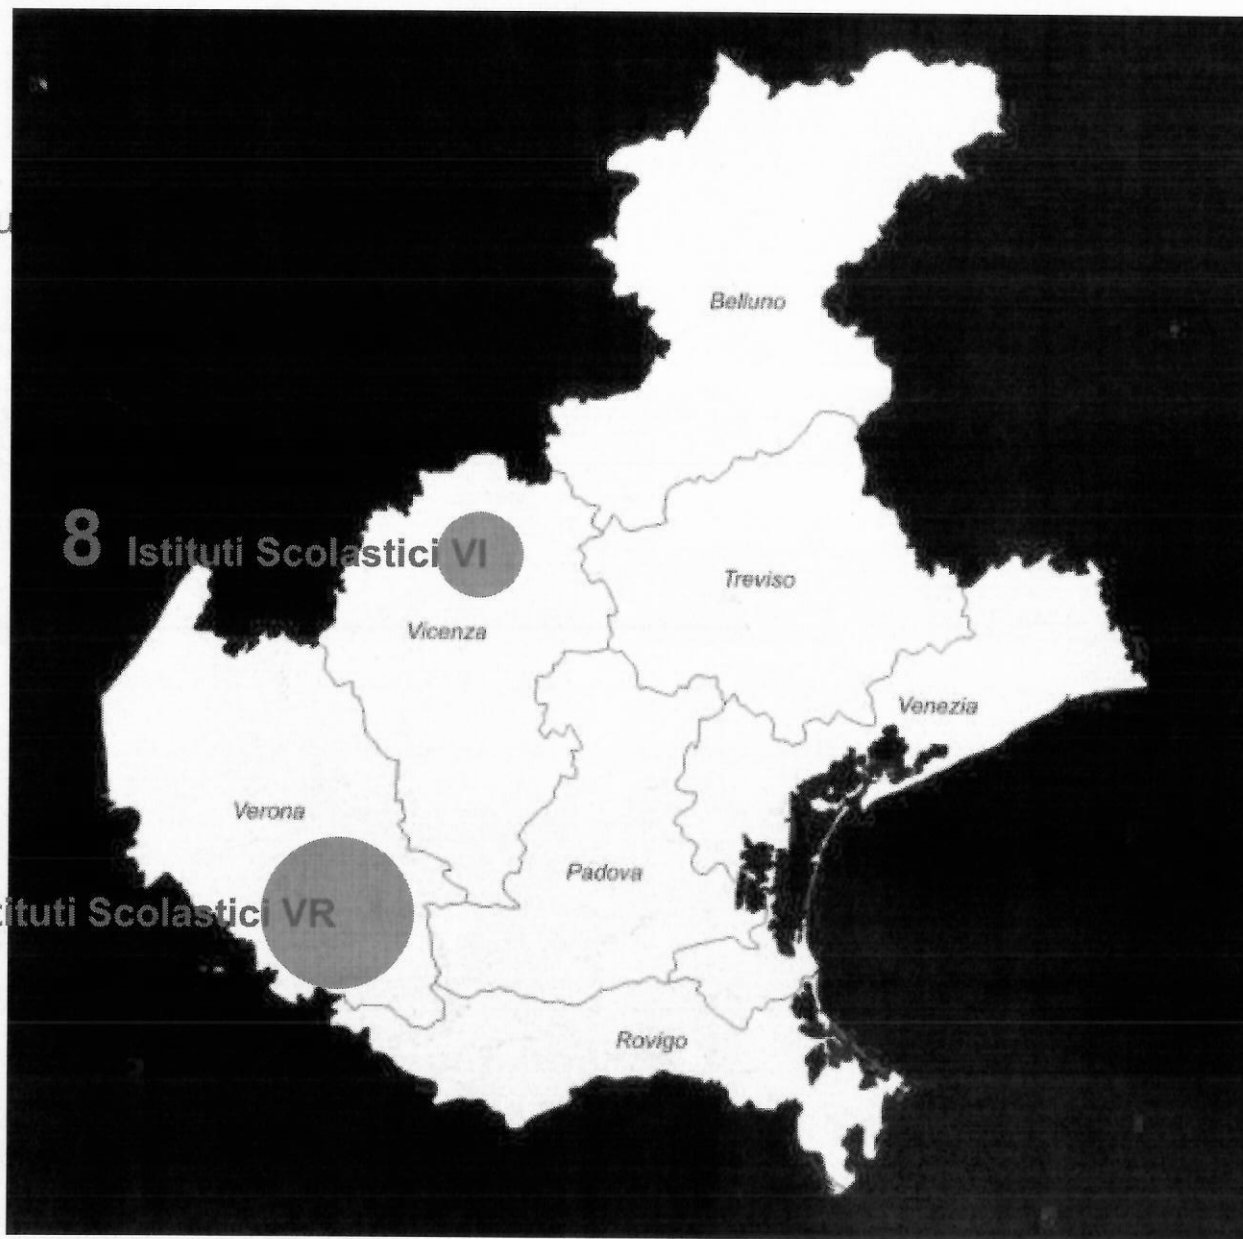 Belluno
8 Istituti Scolastici VI
Treviso
Vicenza
Venezia
Verona
Padova
tituti Scolastici VR
Rovigo